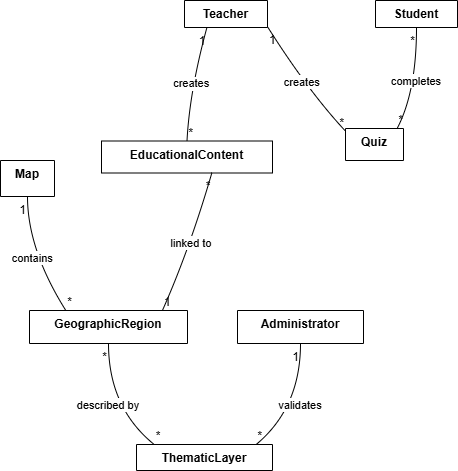 Teacher
Student
1
1
*
creates
creates
completes
*
*
*
EducationalContent
Quiz
Map
*
1
linked to
contains
*
1
GeographicRegion
Administrator
*
1
described by
validates
*
*
ThematicLayer